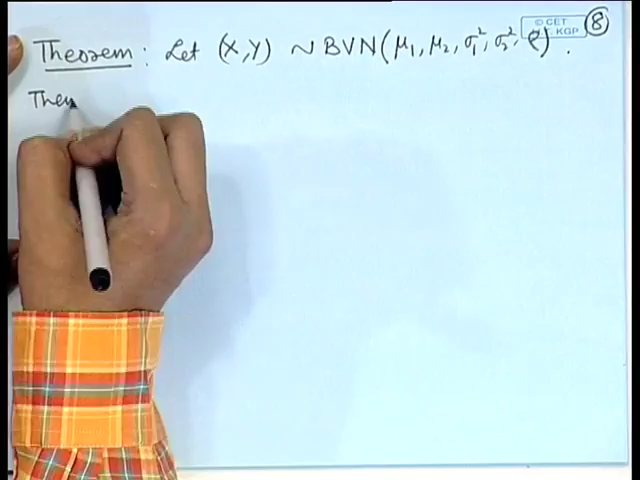 Theorem : Let (X,Y) ~ BVN(μ₁, μ₂, σ₁², σ₂², ρ) .
© CET
I.I.T. KGP
8
Then